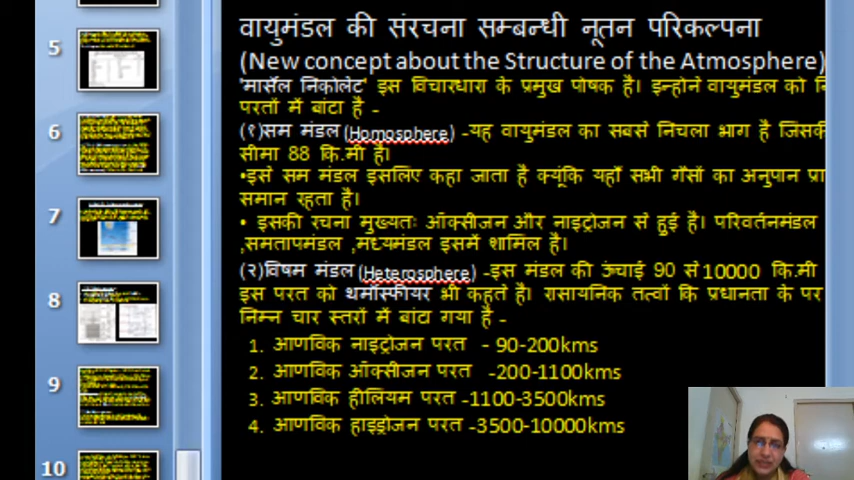 वायुमंडल की संरचना सम्बन्धी नूतन परिकल्पना
(New concept about the Structure of the Atmosphere)
'मार्सेल निकोलेट' इस विचारधारा के प्रमुख पोषक है। इन्होने वायुमंडल को
परतों में बांटा है -
(१)सम मंडल(Homosphere) -यह वायुमंडल का सबसे निचला भाग है जिसकी
सीमा 88 कि.मी है।
•इसे सम मंडल इसलिए कहा जाता है क्यूंकि यहाँ सभी गैसों का अनुपान प्रा
समान रहता है।
• इसकी रचना मुख्यतः ऑक्सीजन और नाइट्रोजन से हुई है। परिवर्तनमंडल
,समतापमंडल ,मध्यमंडल इसमें शामिल है।
(२)विषम मंडल(Heterosphere) -इस मंडल की ऊंचाई 90 से 10000 कि.मी
इस परत को थर्मोस्फीयर भी कहते है। रासायनिक तत्वों कि प्रधानता के पर
निम्न चार स्तरों में बांटा गया है -
1. आणविक नाइट्रोजन परत - 90-200kms
2. आणविक ऑक्सीजन परत -200-1100kms
3. आणविक हीलियम परत -1100-3500kms
4. आणविक हाइड्रोजन परत -3500-10000kms
5
6
7
8
9
10